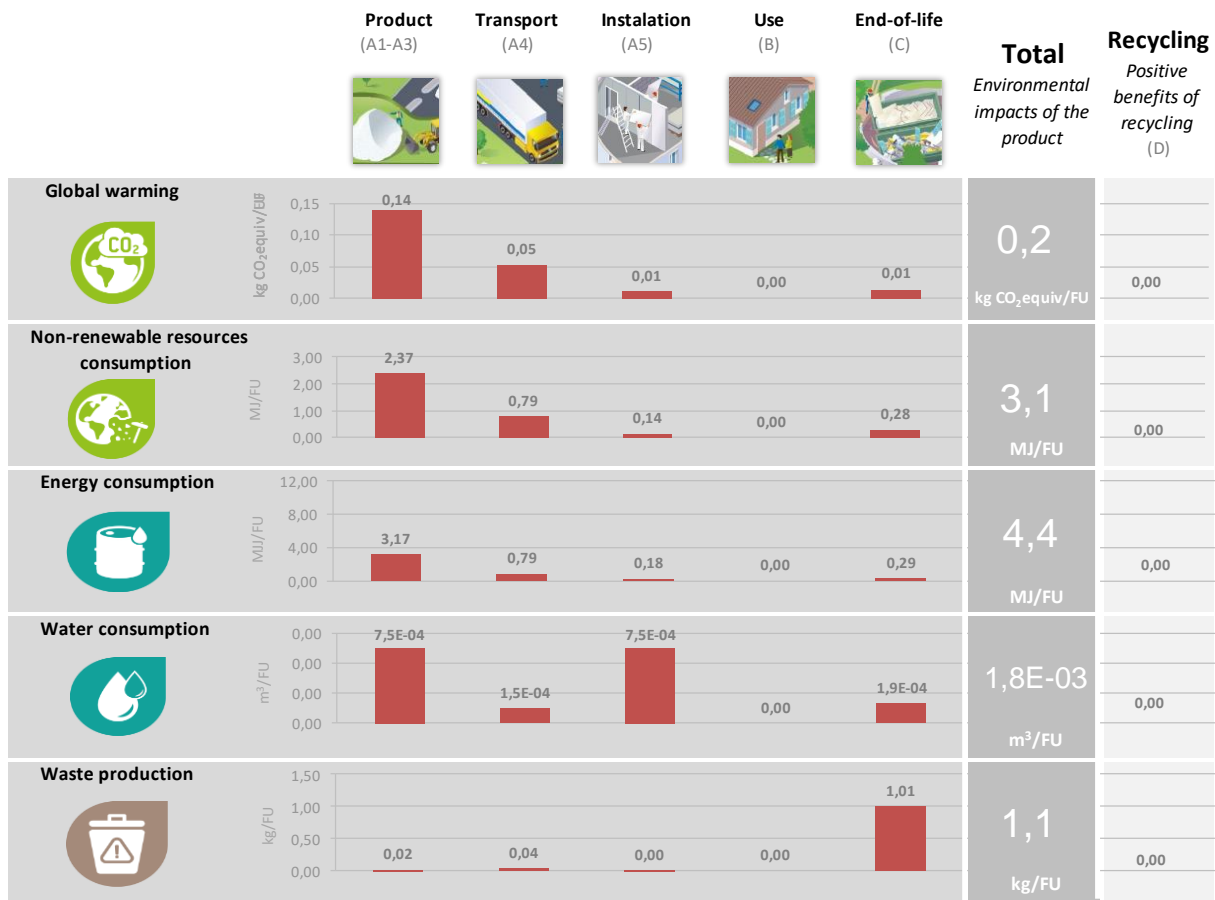 Product
(A1-A3)
Transport
(A4)
Instalation
(A5)
Use
(B)
End-of-life
(C)
Total
Environmental
impacts of the
product
Recycling
Positive
benefits of
recycling
(D)
Global warming
CO2
0,15
0,10
0,05
0,00
0,14
0,05
0,01
0,00
0,01
0,2
kg CO₂equiv/FU
0,00
Non-renewable resources
consumption
MJ/FU
3,00
2,00
1,00
0,00
2,37
0,79
0,14
0,00
0,28
3,1
MJ/FU
0,00
Energy consumption
12,00
8,00
4,00
0,00
3,17
0,79
0,18
0,00
0,29
4,4
MJ/FU
0,00
Water consumption
m³/FU
0,00
0,00
0,00
0,00
7,5E-04
1,5E-04
7,5E-04
0,00
1,9E-04
1,8E-03
m³/FU
0,00
Waste production
kg/FU
1,50
1,00
0,50
0,00
0,02
0,04
0,00
0,00
1,01
1,1
kg/FU
0,00